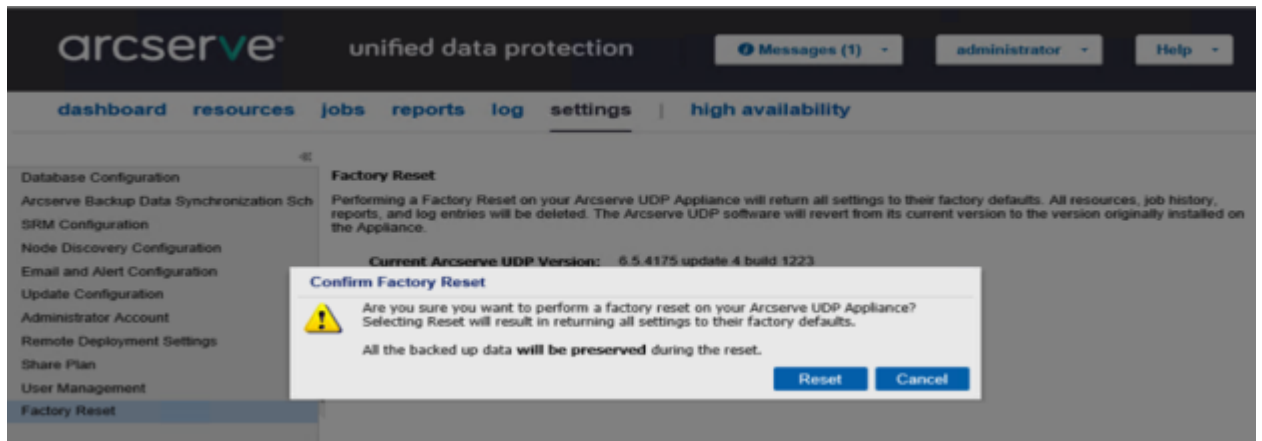 arcserve® unified data protection Messages (1) administrator Help
dashboard resources jobs reports log settings | high availability
Database Configuration
Arcserve Backup Data Synchronization Sch
SRM Configuration
Node Discovery Configuration
Email and Alert Configuration
Update Configuration
Administrator Account
Remote Deployment Settings
Share Plan
User Management
Factory Reset
Factory Reset
Performing a Factory Reset on your Arcserve UDP Appliance will return all settings to their factory defaults. All resources, job history,
reports, and log entries will be deleted. The Arcserve UDP software will revert from its current version to the version originally installed on
the Appliance.
Current Arcserve UDP Version: 6.5.4175 update 4 build 1223
Confirm Factory Reset
Are you sure you want to perform a factory reset on your Arcserve UDP Appliance?
Selecting Reset will result in returning all settings to their factory defaults.
All the backed up data will be preserved during the reset.
Reset Cancel